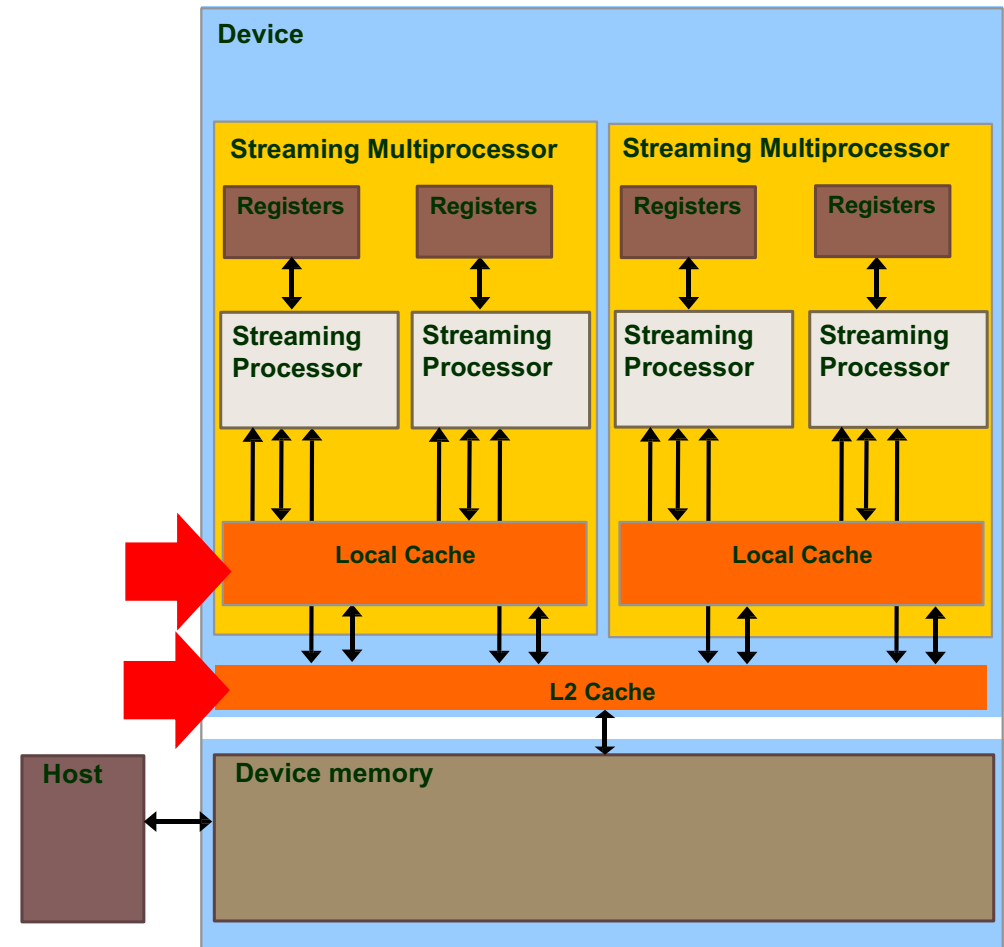 Device
Streaming Multiprocessor
Streaming Multiprocessor
Registers
Registers
Registers
Registers
Streaming
Processor
Streaming
Processor
Streaming
Processor
Streaming
Processor
Local Cache
Local Cache
L2 Cache
Host
Device memory